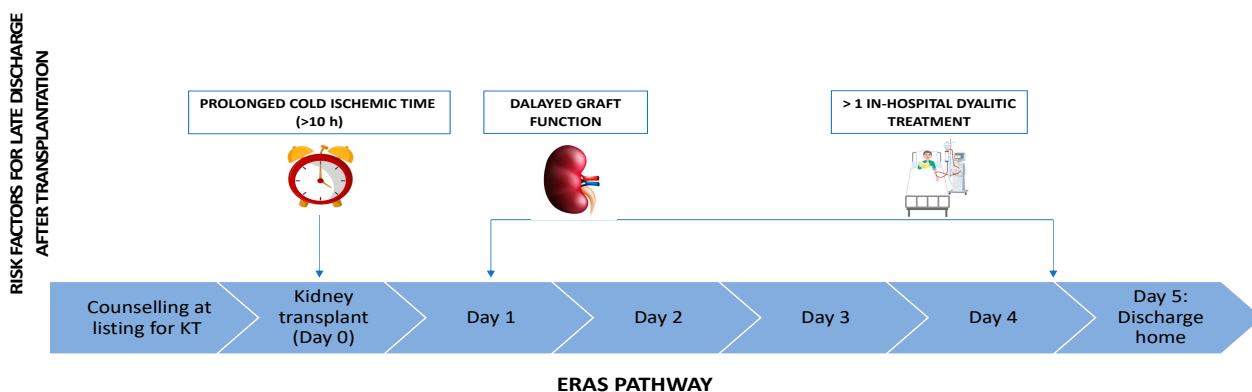 RISK FACTORS FOR LATE DISCHARGE
AFTER TRANSPLANTATION
PROLONGED COLD ISCHEMIC TIME
(>10 h)
DALAYED GRAFT
FUNCTION
> 1 IN-HOSPITAL DYALITIC
TREATMENT
Counselling at
listing for KT
Kidney
transplant
(Day 0)
Day 1
Day 2
Day 3
Day 4
Day 5:
Discharge
home
ERAS PATHWAY